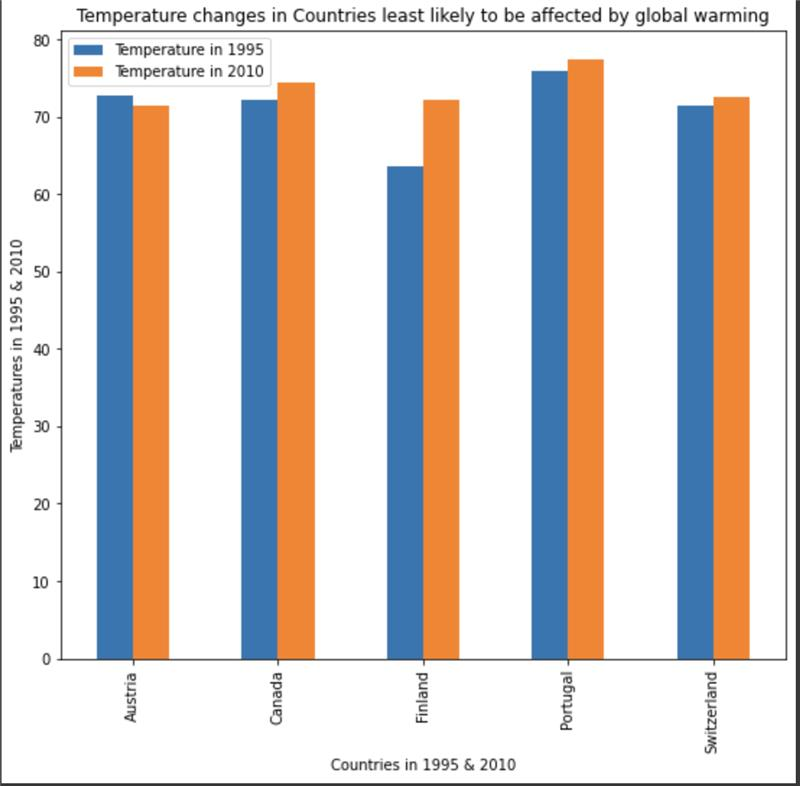 Temperature changes in Countries least likely to be affected by global warming
Temperature in 1995
Temperature in 2010
80
70
60
50
40
30
20
10
0
Temperatures in 1995 & 2010
Austria
Canada
Finland
Portugal
Switzerland
Countries in 1995 & 2010